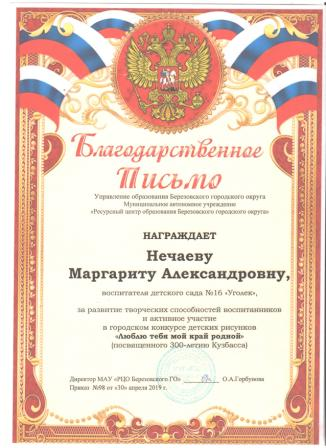 Благодарственное
Письмо
Управление образования Березовского городского округа
Муниципальное автономное учреждение
«Ресурсный центр образования Березовского городского округа»
НАГРАЖДАЕТ
Нечаеву
Маргариту Александровну,
воспитателя детского сада №16 «Уголек»,
за развитие творческих способностей воспитанников
и активное участие
в городском конкурсе детских рисунков
«Люблю тебя мой край родной»
(посвященного 300-летию Кузбасса)
Директор МАУ «РЦО Березовского ГО» О.А.Горбунова
Приказ №98 от «30» апреля 2019 г.